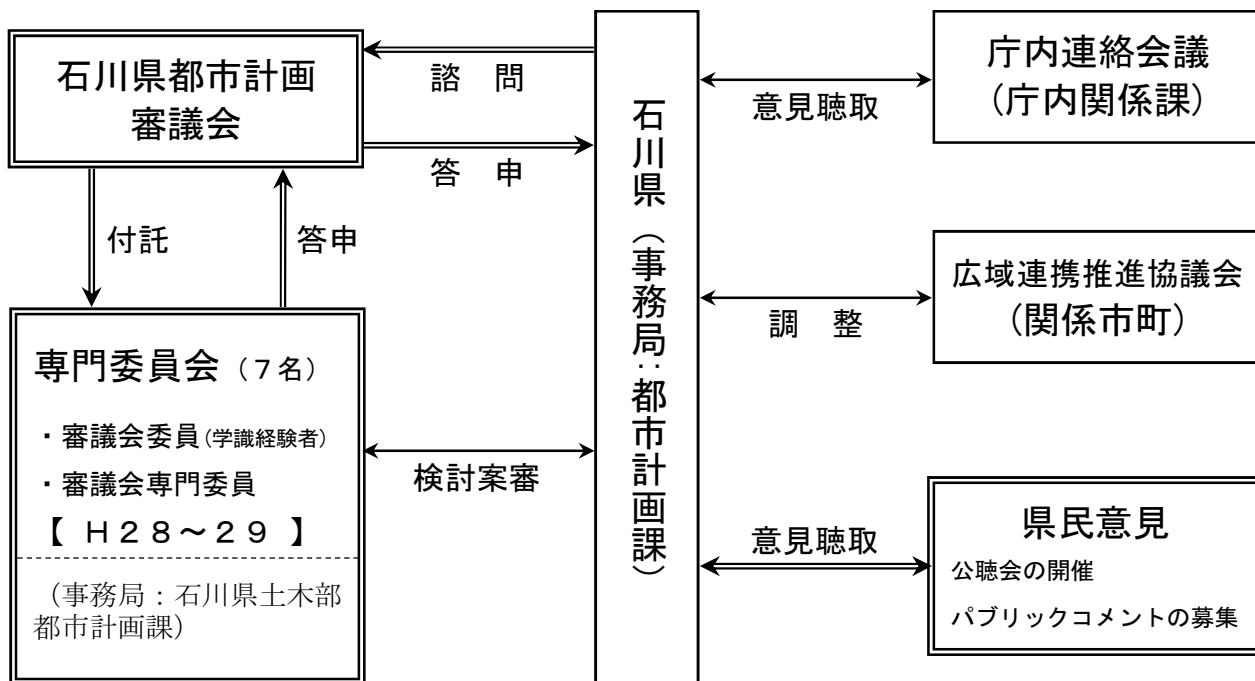 石川県都市計画
審議会
諮　問
答　申
付託
答申
専門委員会（７名）
・審議会委員(学識経験者)
・審議会専門委員
【 Ｈ２８～２９ 】
（事務局：石川県土木部
都市計画課）
検討案審
石川県（事務局：都市計画課）
意見聴取
庁内連絡会議
（庁内関係課）
調　整
広域連携推進協議会
（関係市町）
意見聴取
県民意見
公聴会の開催
パブリックコメントの募集